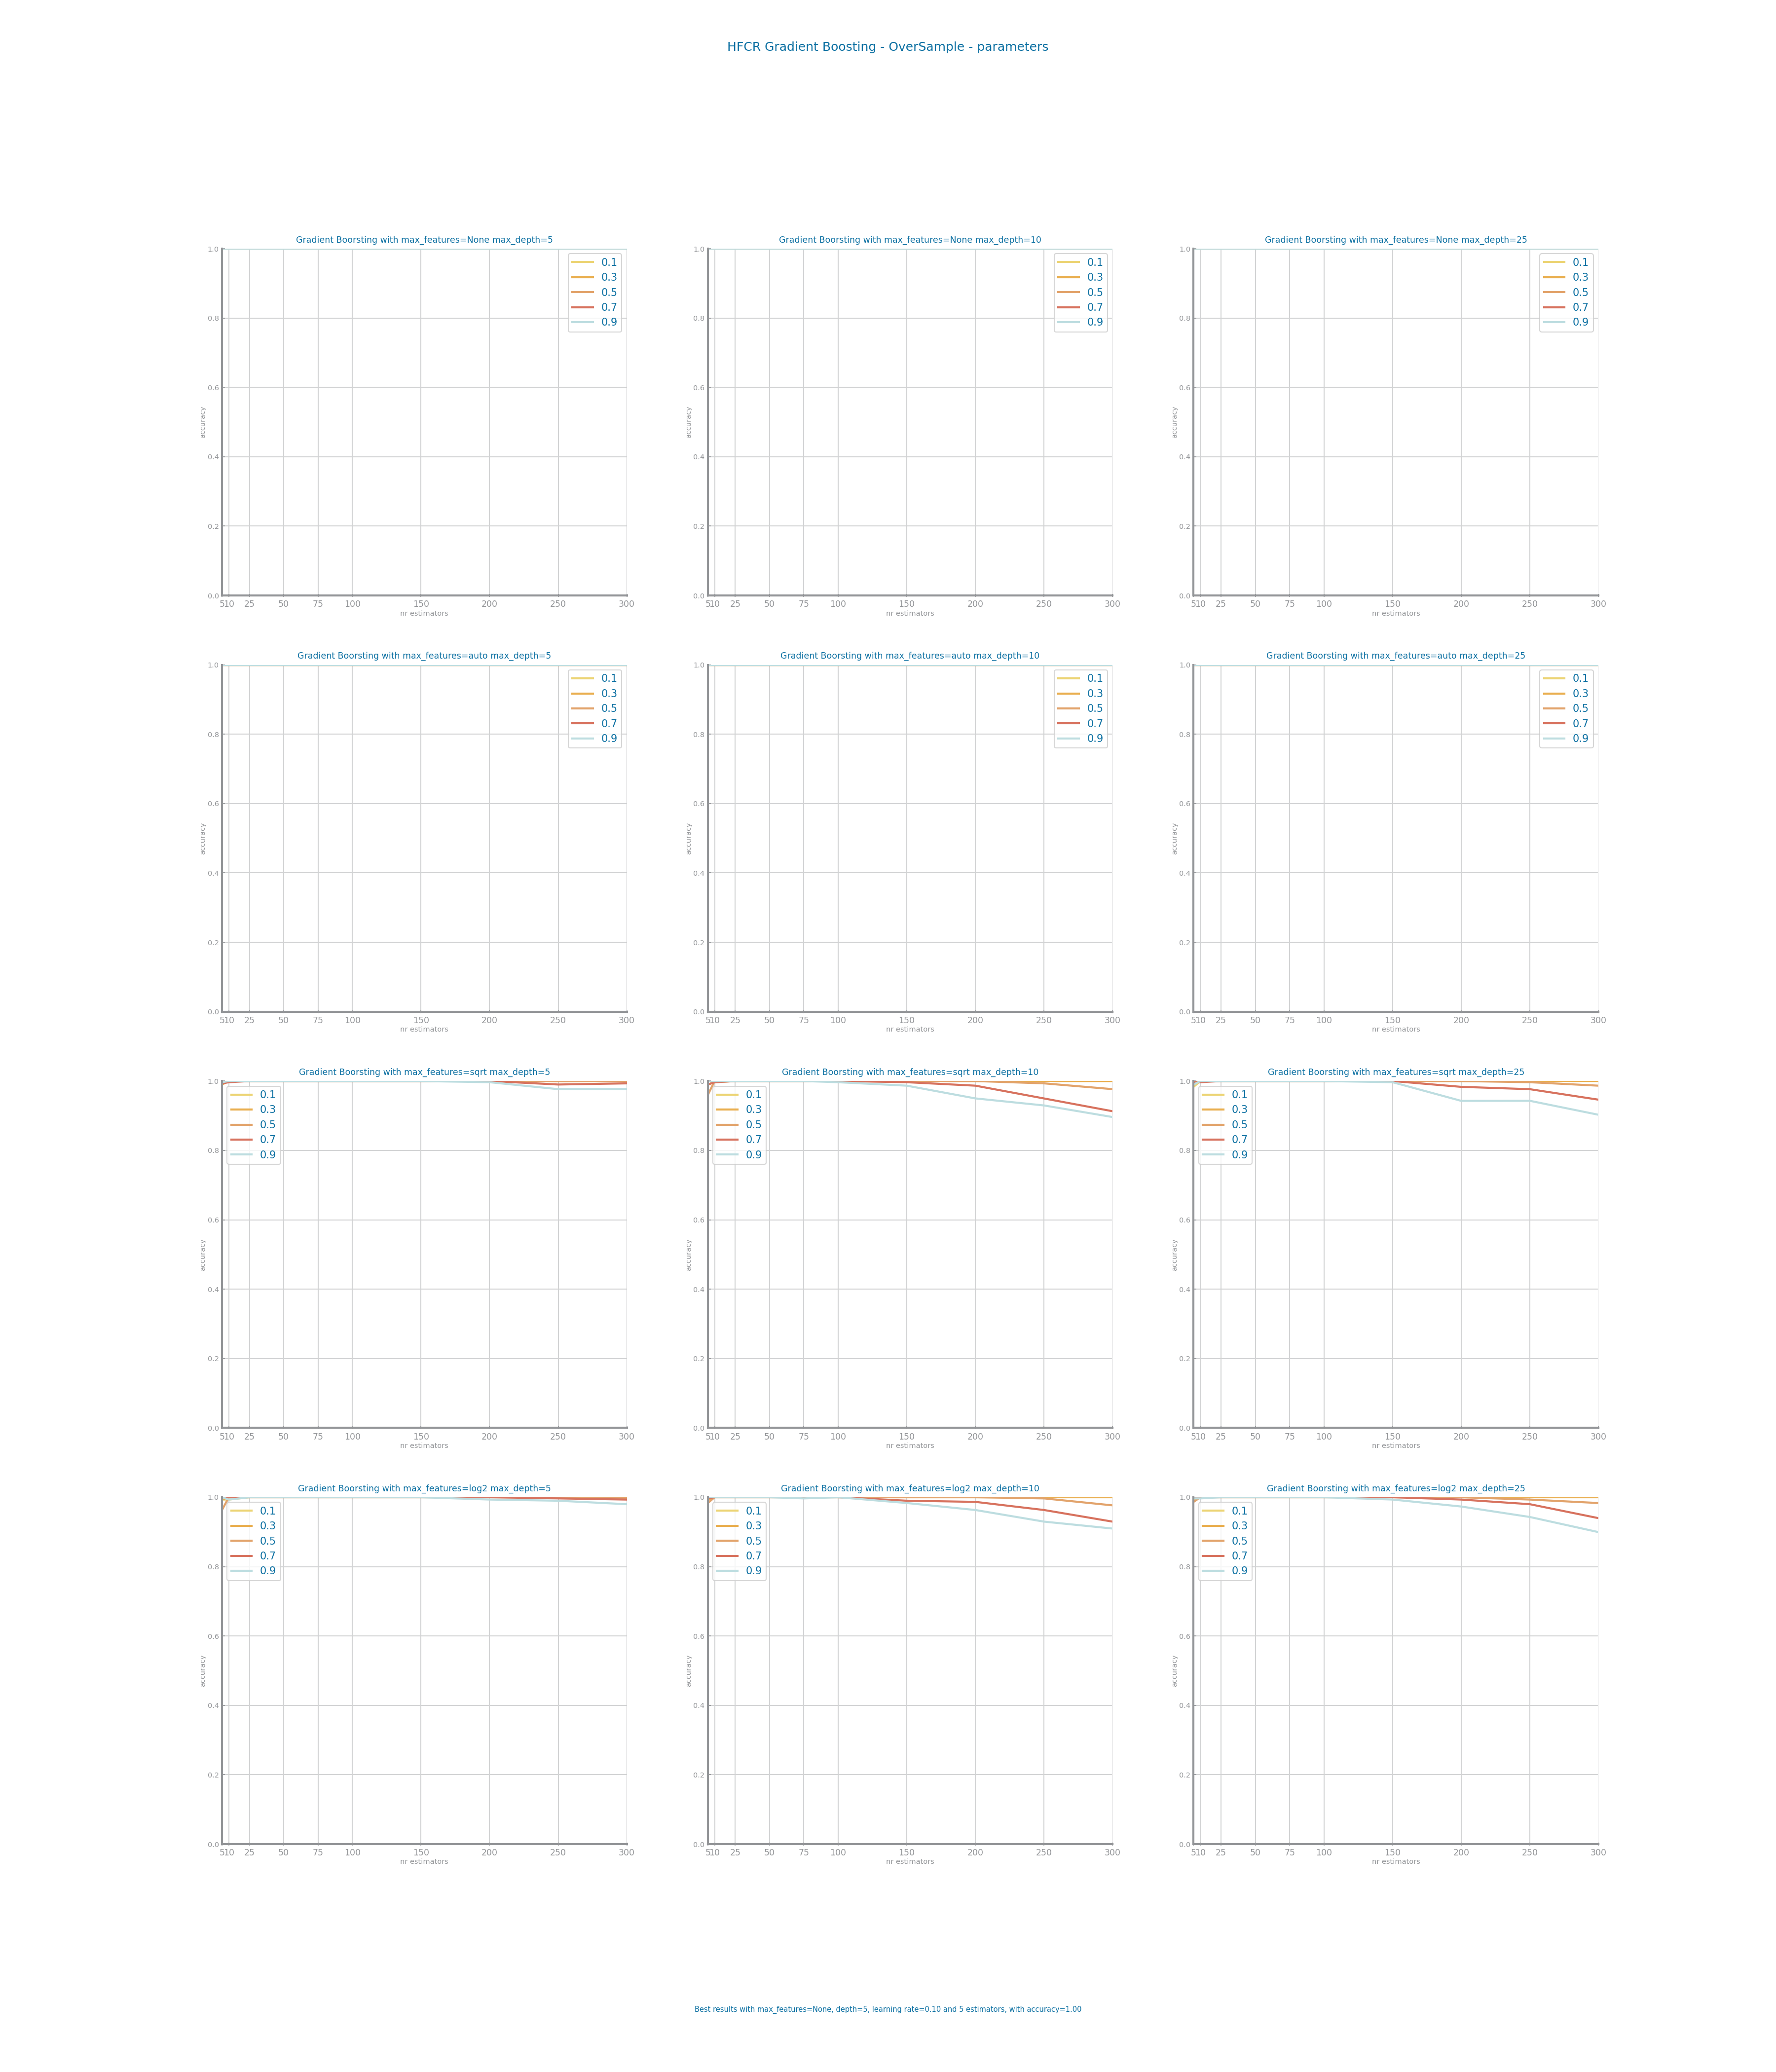 HFCR Gradient Boosting - OverSample - parameters
Gradient Boorsting with max_features=None max_depth=5
1.0
0.8
0.6
0.4
0.2
0.0
accuracy
0.1
0.3
0.5
0.7
0.9
5 10 25 50 75 100 150 200 250 300
nr estimators
Gradient Boorsting with max_features=None max_depth=10
1.0
0.8
0.6
0.4
0.2
0.0
accuracy
0.1
0.3
0.5
0.7
0.9
5 10 25 50 75 100 150 200 250 300
nr estimators
Gradient Boorsting with max_features=None max_depth=25
1.0
0.8
0.6
0.4
0.2
0.0
accuracy
0.1
0.3
0.5
0.7
0.9
5 10 25 50 75 100 150 200 250 300
nr estimators
Gradient Boorsting with max_features=auto max_depth=5
1.0
0.8
0.6
0.4
0.2
0.0
accuracy
0.1
0.3
0.5
0.7
0.9
5 10 25 50 75 100 150 200 250 300
nr estimators
Gradient Boorsting with max_features=auto max_depth=10
1.0
0.8
0.6
0.4
0.2
0.0
accuracy
0.1
0.3
0.5
0.7
0.9
5 10 25 50 75 100 150 200 250 300
nr estimators
Gradient Boorsting with max_features=auto max_depth=25
1.0
0.8
0.6
0.4
0.2
0.0
accuracy
0.1
0.3
0.5
0.7
0.9
5 10 25 50 75 100 150 200 250 300
nr estimators
Gradient Boorsting with max_features=sqrt max_depth=5
1.0
0.8
0.6
0.4
0.2
0.0
accuracy
0.1
0.3
0.5
0.7
0.9
5 10 25 50 75 100 150 200 250 300
nr estimators
Gradient Boorsting with max_features=sqrt max_depth=10
1.0
0.8
0.6
0.4
0.2
0.0
accuracy
0.1
0.3
0.5
0.7
0.9
5 10 25 50 75 100 150 200 250 300
nr estimators
Gradient Boorsting with max_features=sqrt max_depth=25
1.0
0.8
0.6
0.4
0.2
0.0
accuracy
0.1
0.3
0.5
0.7
0.9
5 10 25 50 75 100 150 200 250 300
nr estimators
Gradient Boorsting with max_features=log2 max_depth=5
1.0
0.8
0.6
0.4
0.2
0.0
accuracy
0.1
0.3
0.5
0.7
0.9
5 10 25 50 75 100 150 200 250 300
nr estimators
Gradient Boorsting with max_features=log2 max_depth=10
1.0
0.8
0.6
0.4
0.2
0.0
accuracy
0.1
0.3
0.5
0.7
0.9
5 10 25 50 75 100 150 200 250 300
nr estimators
Gradient Boorsting with max_features=log2 max_depth=25
1.0
0.8
0.6
0.4
0.2
0.0
accuracy
0.1
0.3
0.5
0.7
0.9
5 10 25 50 75 100 150 200 250 300
nr estimators
Best results with max_features=None, depth=5, learning rate=0.10 and 5 estimators, with accuracy=1.00